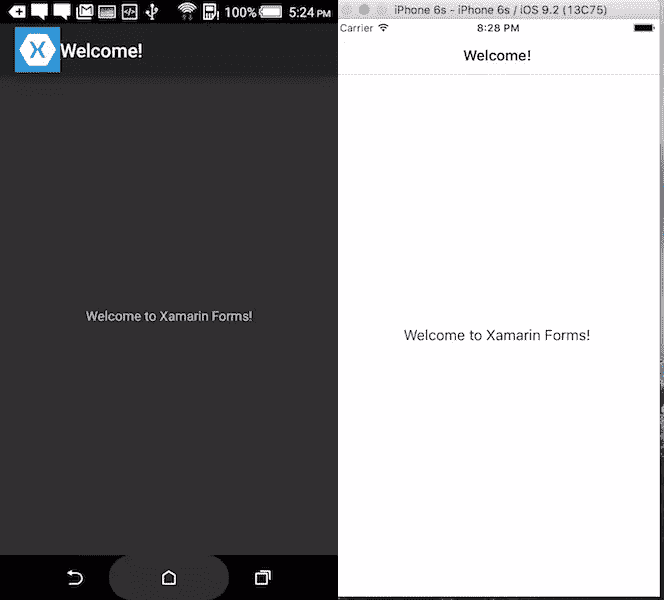 100% 5:24 PM
Welcome!
Welcome to Xamarin Forms!
iPhone 6s - iPhone 6s / iOS 9.2 (13C75)
Carrier 8:28 PM
Welcome!
Welcome to Xamarin Forms!